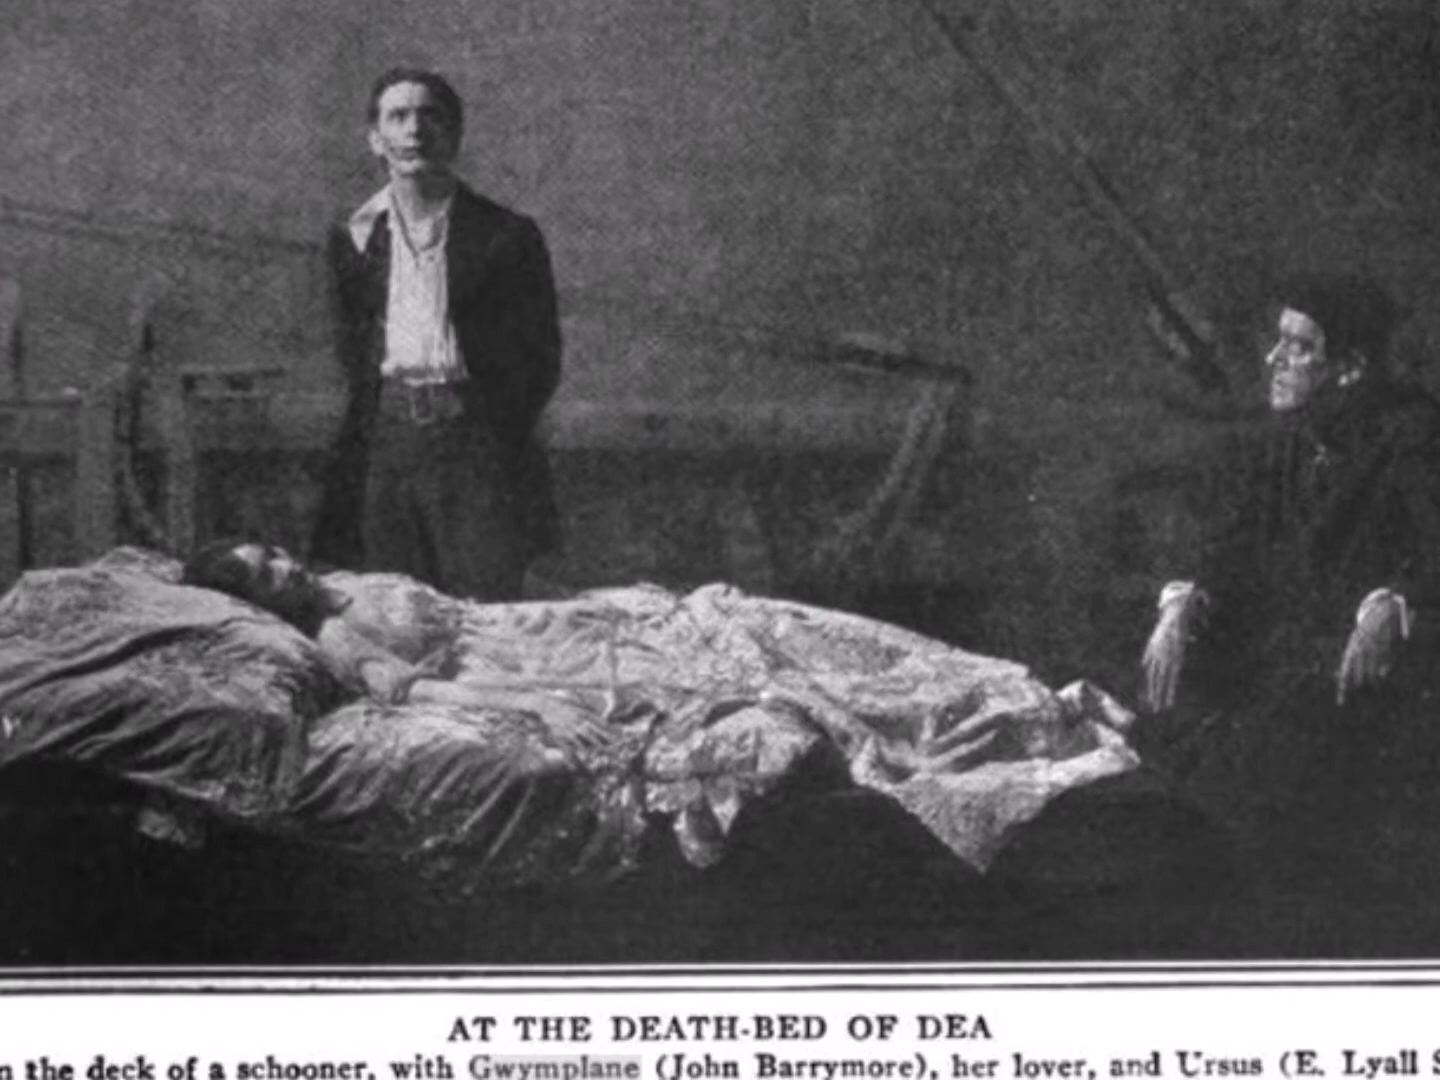 AT THE DEATH-BED OF DEA
the deck of a schooner, with Gwymplane (John Barrymore), her lover, and Ursus (E. Lyall